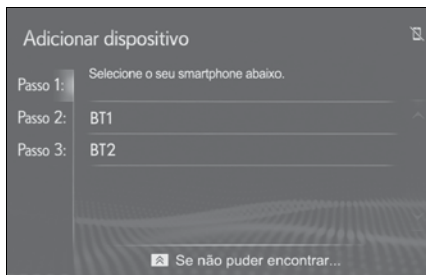 Adicionar dispositivo
Selecione o seu smartphone abaixo.
Passo 1:
Passo 2: BT1
Passo 3: BT2
Se não puder encontrar...